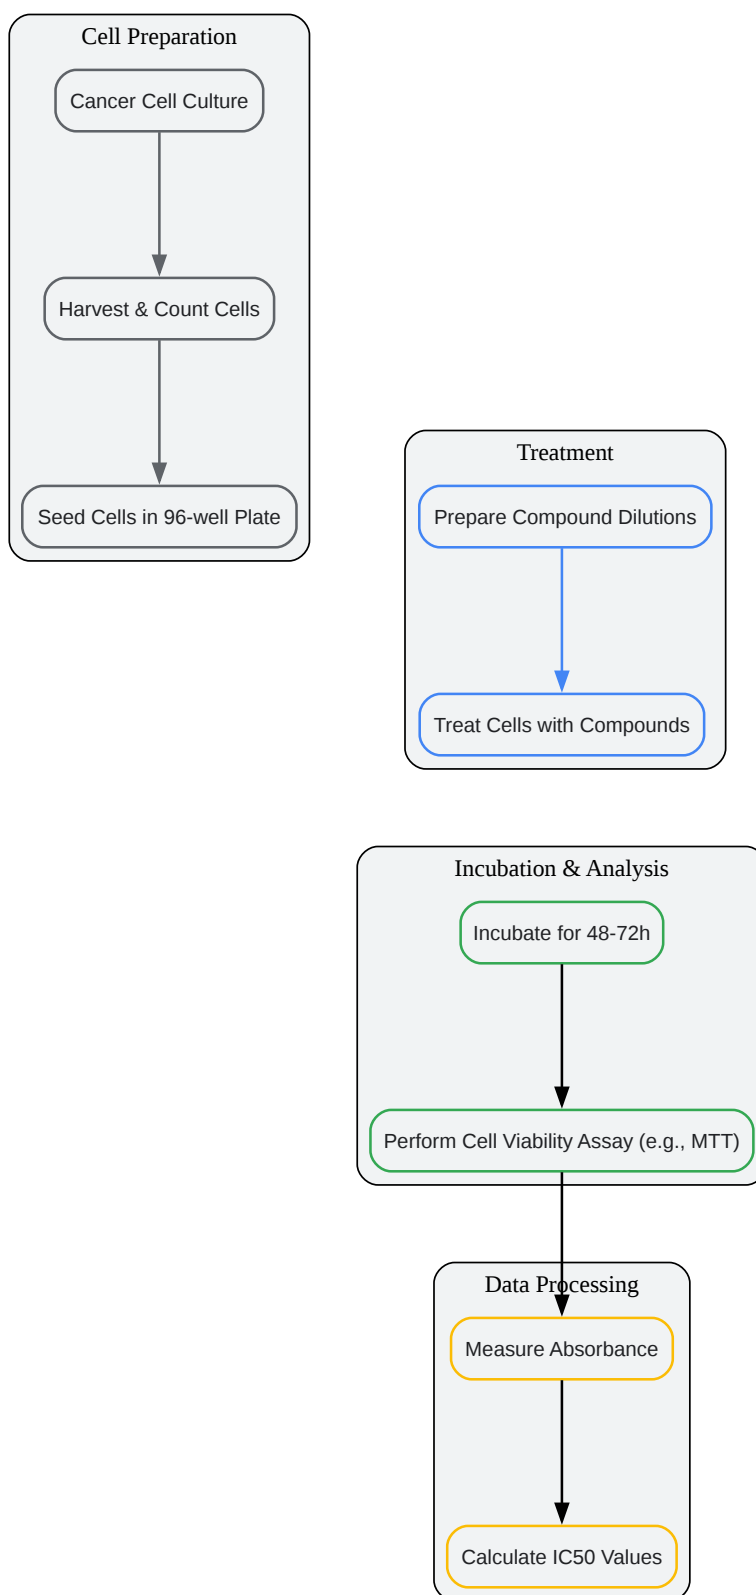 Cell Preparation
Cancer Cell Culture
Harvest & Count Cells
Seed Cells in 96-well Plate
Treatment
Prepare Compound Dilutions
Treat Cells with Compounds
Incubation & Analysis
Incubate for 48-72h
Perform Cell Viability Assay (e.g., MTT)
Data Processing
Measure Absorbance
Calculate IC50 Values